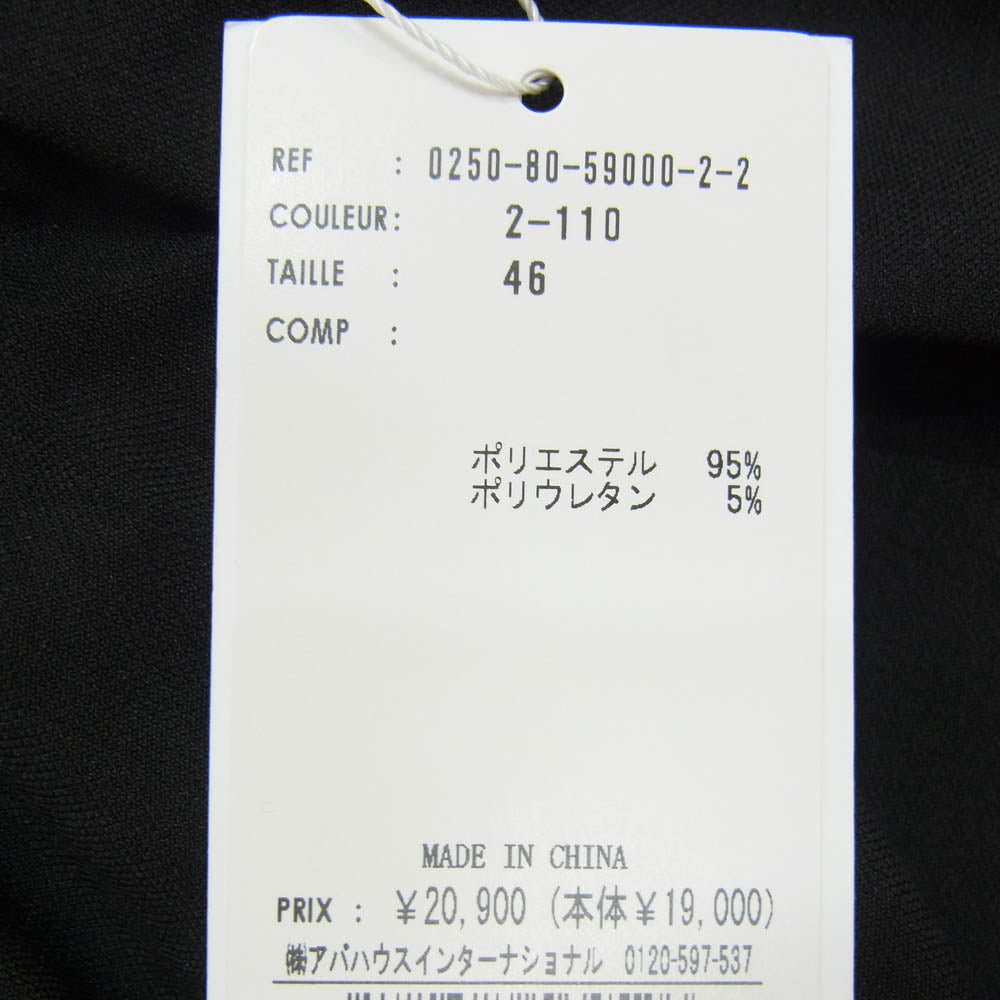 REF : 0250-80-59000-2-2
COULEUR: 2-110
TAILLE : 46
COMP :
ポリエステル 95%
ポリウレタン 5%
MADE IN CHINA
PRIX : ¥20,900 (本体¥19,000)
㈱アバハウスインターナショナル 0120-597-537